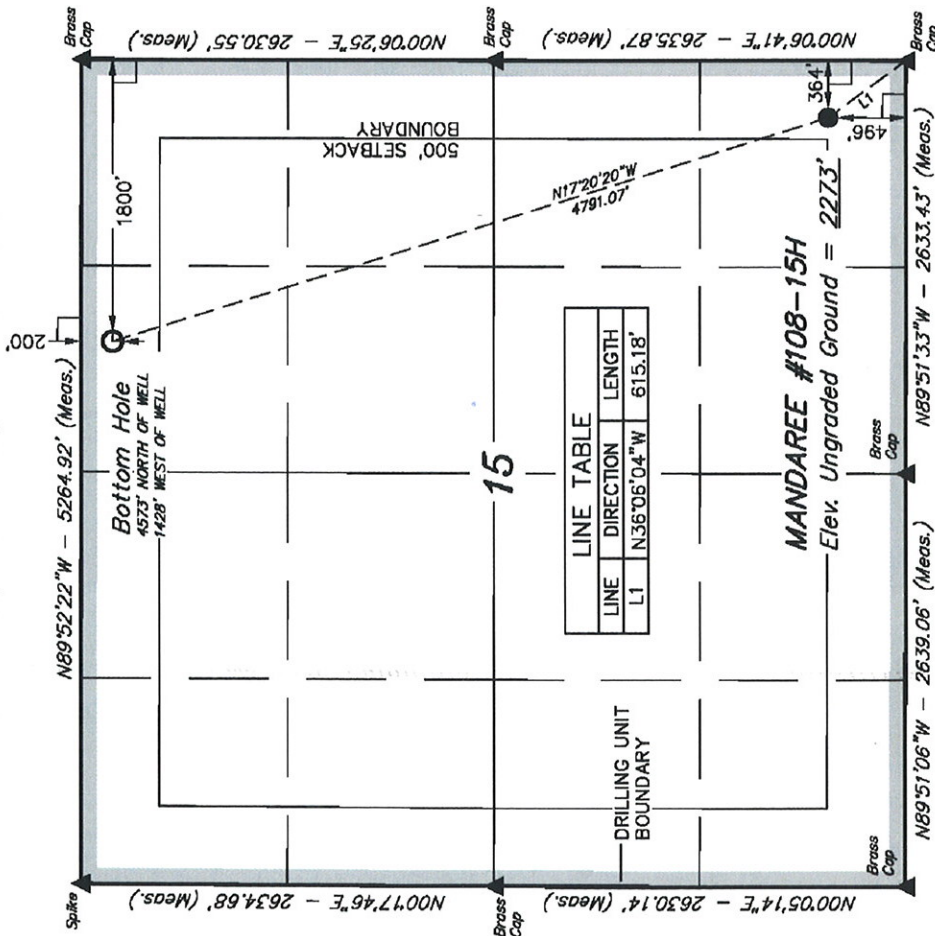 N89°52'22"W - 5264.92' (Meas.)
Spike
Brass
Cap
200'
1800'
Bottom Hole
4573' NORTH OF WELL
1428' WEST OF WELL
500' SETBACK
BOUNDARY
N00°17'46"E - 2634.68' (Meas.)
N00°06'25"E - 2630.55' (Meas.)
N17°20'20"W
4791.07'
Brass
Cap
15
Brass
Cap
LINE TABLE
LINE DIRECTION LENGTH
L1 N36°06'04"W 615.18'
DRILLING UNIT
BOUNDARY
N00°05'14"E - 2630.14' (Meas.)
N00°06'41"E - 2635.87' (Meas.)
MANDAREE #108-15H
Elev. Ungraded Ground = 2273'
364'
496'
L1
Brass
Cap
Brass
Cap
Brass
Cap
N89°51'06"W - 2639.06' (Meas.)
N89°51'33"W - 2633.43' (Meas.)